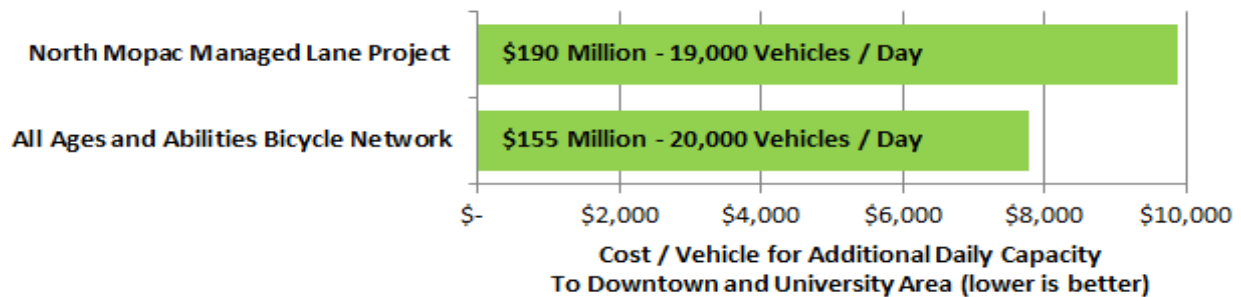 North Mopac Managed Lane Project
$190 Million - 19,000 Vehicles / Day
All Ages and Abilities Bicycle Network
$155 Million - 20,000 Vehicles / Day
$- $2,000 $4,000 $6,000 $8,000 $10,000
Cost / Vehicle for Additional Daily Capacity
To Downtown and University Area (lower is better)